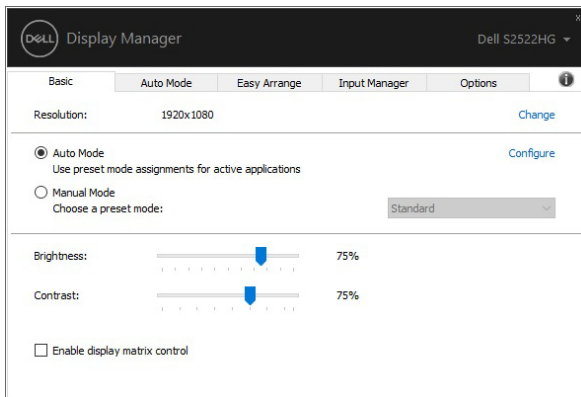 DELL Display Manager Dell S2522HG
x
Basic Auto Mode Easy Arrange Input Manager Options i
Resolution: 1920x1080 Change
Auto Mode Configure
Use preset mode assignments for active applications
Manual Mode
Choose a preset mode: Standard
Brightness: 75%
Contrast: 75%
Enable display matrix control